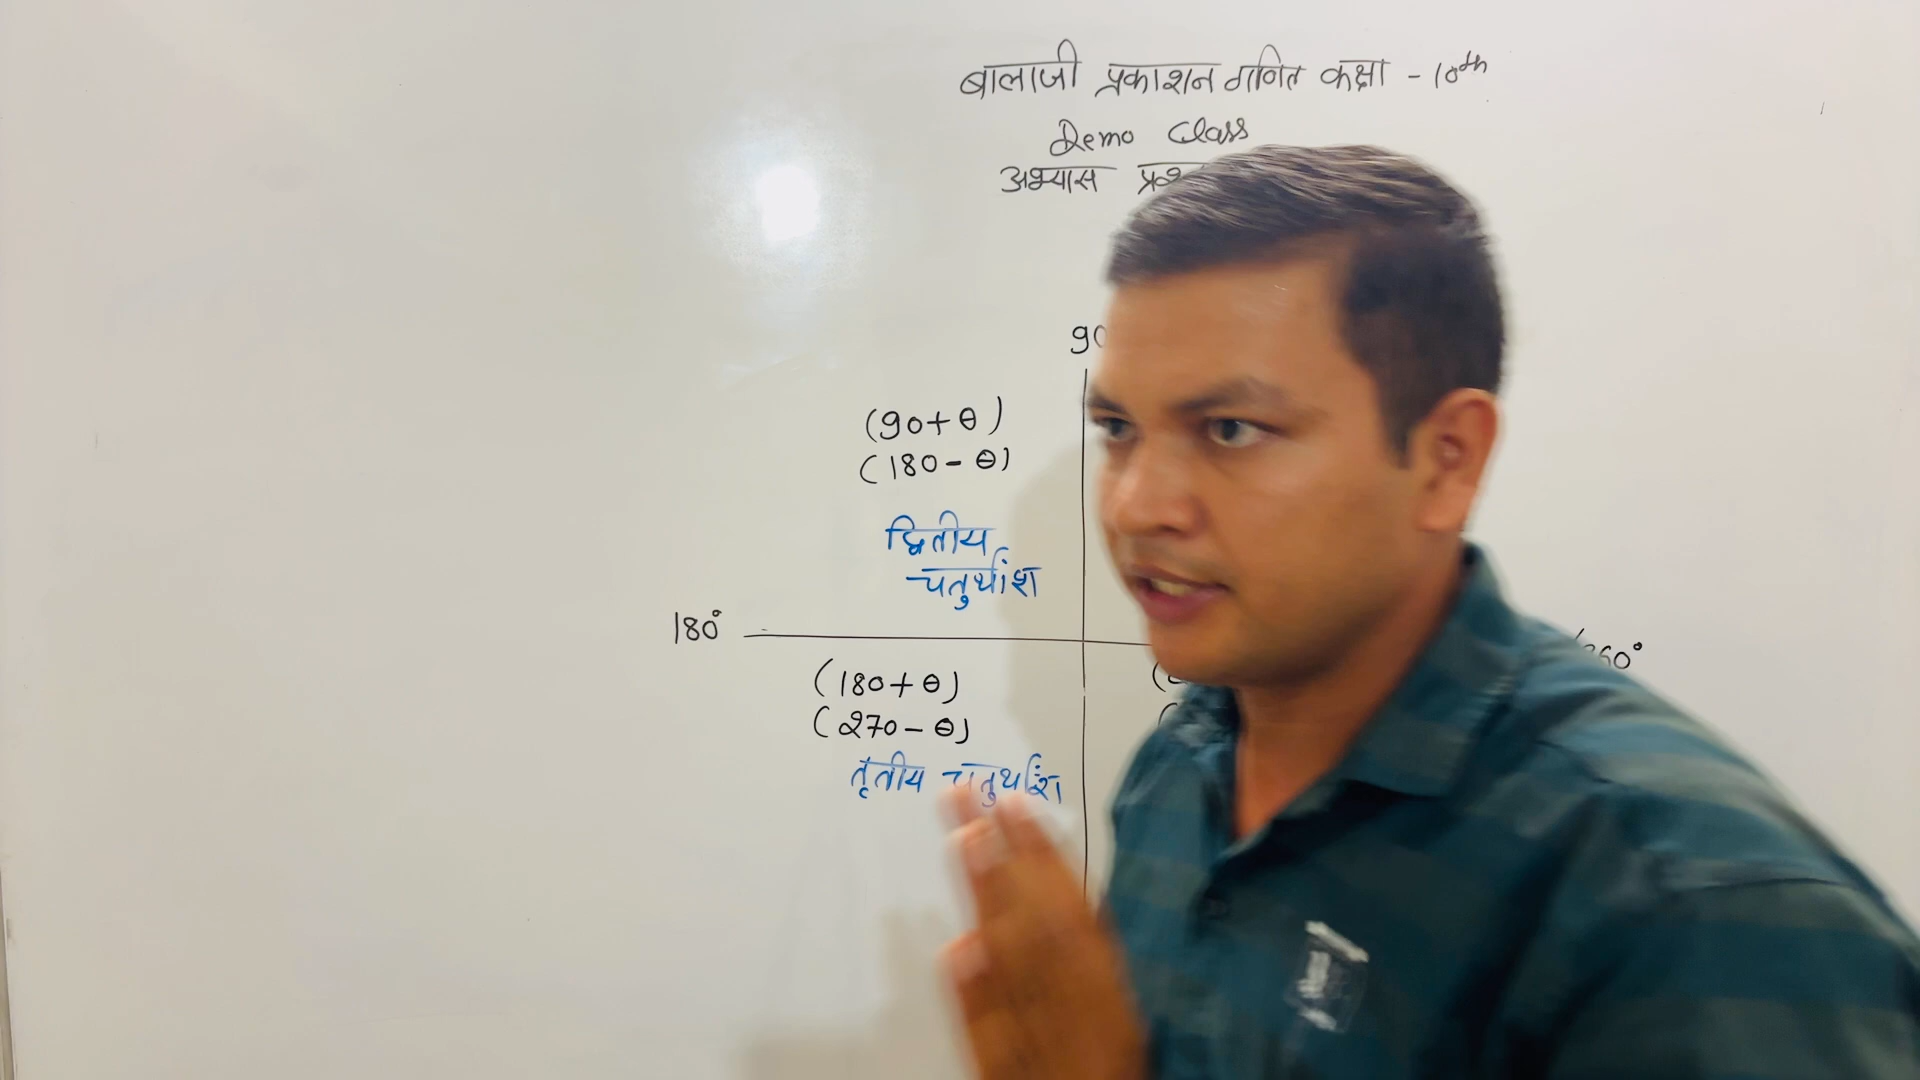 बालाजी प्रकाशन गणित कक्षा - 10th
Demo Class
अभ्यास
(90+θ)
(180-θ)
द्वितीय
चतुर्थांश
180°
(180+θ)
(270-θ)
तृतीय चतुर्थांश